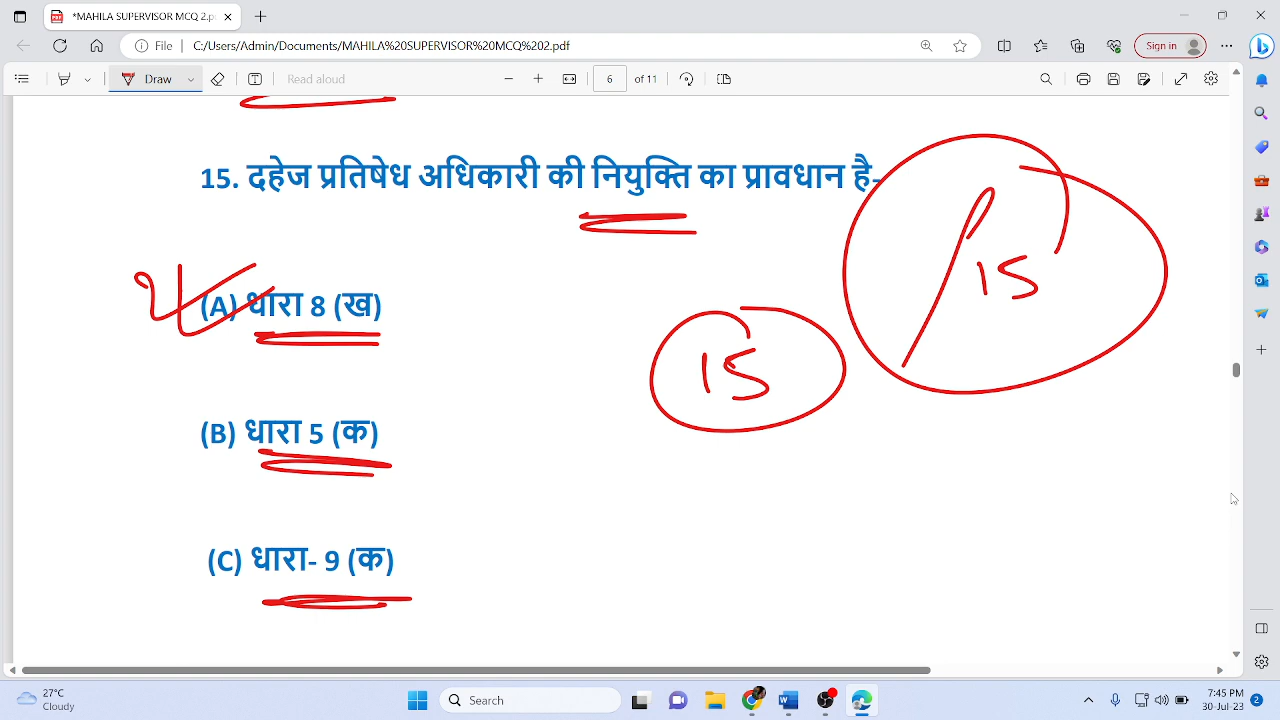 *MAHILA SUPERVISOR MCQ 2.p
File
C:/Users/Admin/Documents/MAHILA%20SUPERVISOR%20MCQ%202.pdf
Sign in
Draw
Read aloud
6
of 11
15. दहेज प्रतिषेध अधिकारी की नियुक्ति का प्रावधान है-
15
(A) धारा 8 (ख)
15
(B) धारा 5 (क)
(C) धारा- 9 (क)
27°C
Cloudy
Search
7:45 PM
30-Jul-23
2